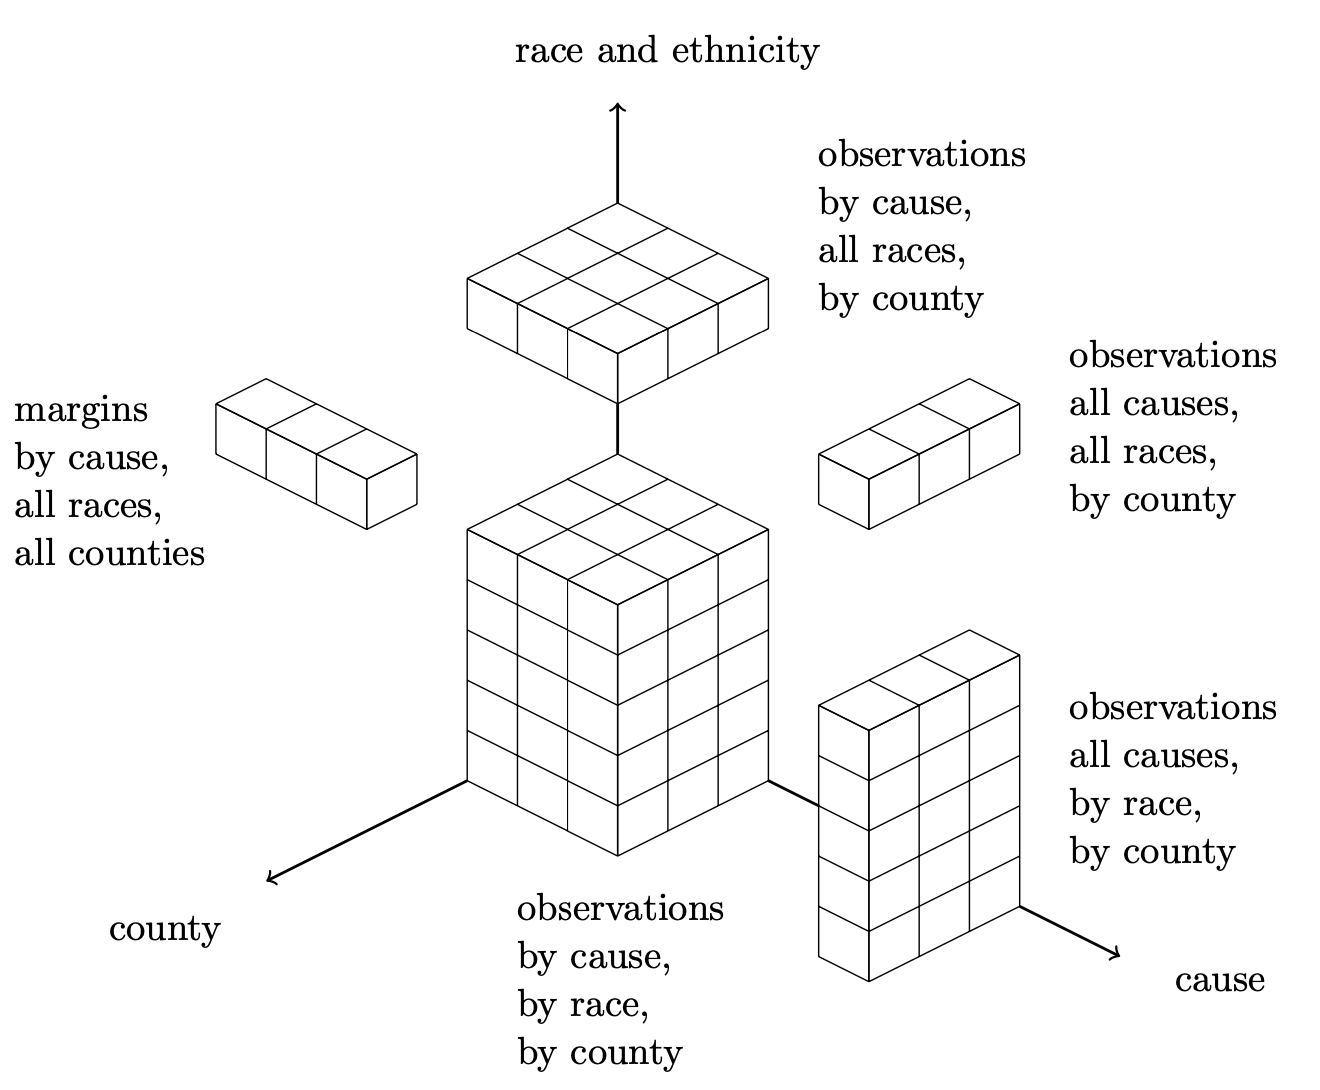 race and ethnicity
observations
by cause,
all races,
by county
observations
all causes,
all races,
by county
margins
by cause,
all races,
all counties
observations
all causes,
by race,
by county
observations
by cause,
by race,
by county
county
cause